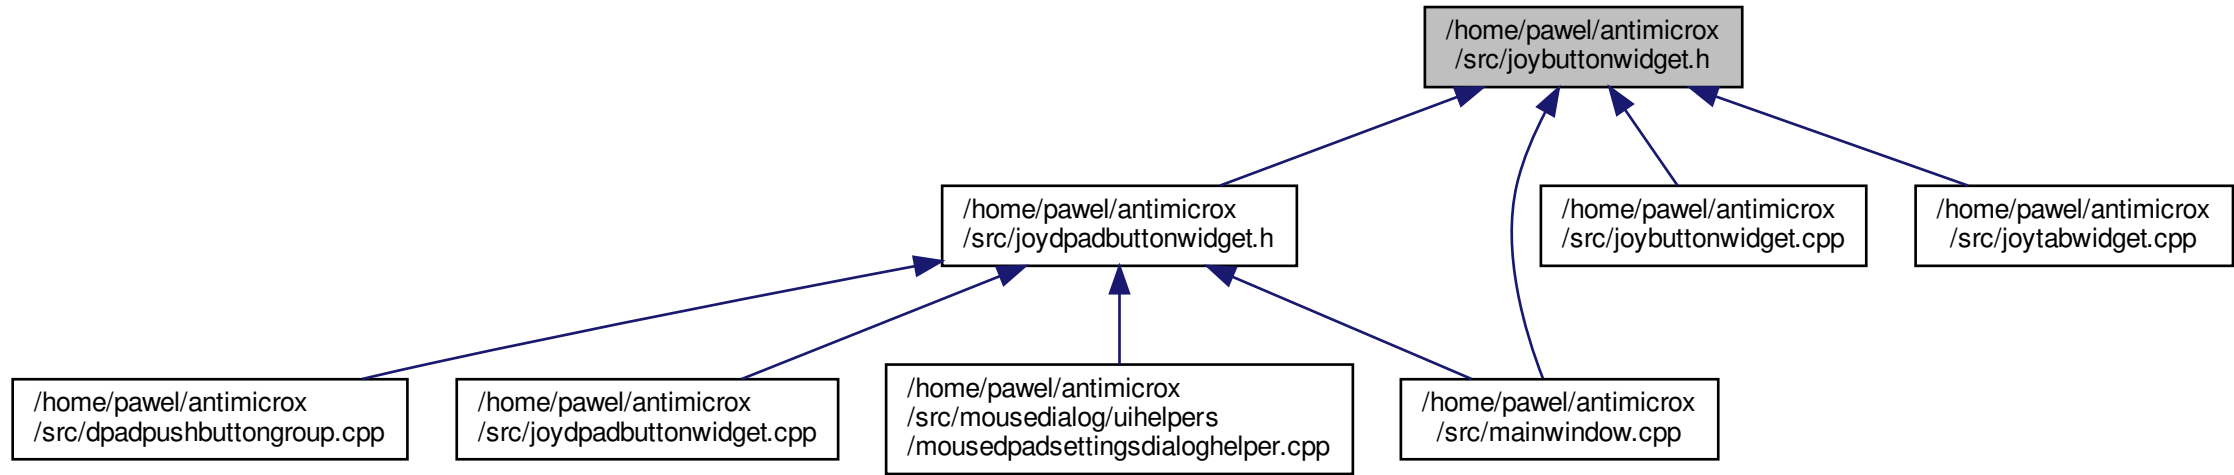 /home/pawel/antimicrox
/src/joybuttonwidget.h
/home/pawel/antimicrox
/src/joydpadbuttonwidget.h
/home/pawel/antimicrox
/src/joybuttonwidget.cpp
/home/pawel/antimicrox
/src/joytabwidget.cpp
/home/pawel/antimicrox
/src/dpadpushbuttongroup.cpp
/home/pawel/antimicrox
/src/joydpadbuttonwidget.cpp
/home/pawel/antimicrox
/src/mousedialog/uihelpers
/mousedpadsettingsdialoghelper.cpp
/home/pawel/antimicrox
/src/mainwindow.cpp